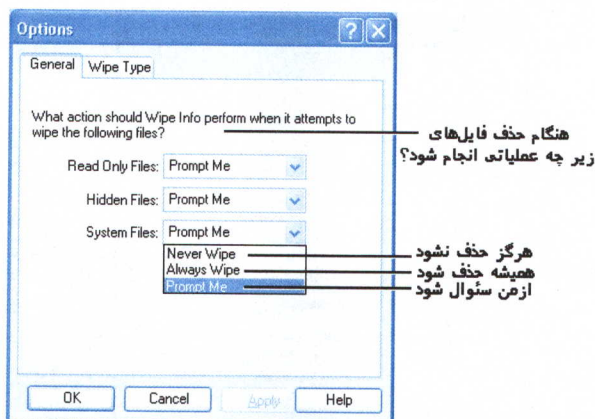 Options
General Wipe Type
What action should Wipe Info perform when it attempts to
wipe the following files?
هنگام حذف فایل‌های
زیر چه عملیاتی انجام شود؟
Read Only Files: Prompt Me
Hidden Files: Prompt Me
System Files: Prompt Me
Never Wipe
هرگز حذف نشود
Always Wipe
همیشه حذف شود
Prompt Me
ازمن سئوال شود
OK Cancel Apply Help